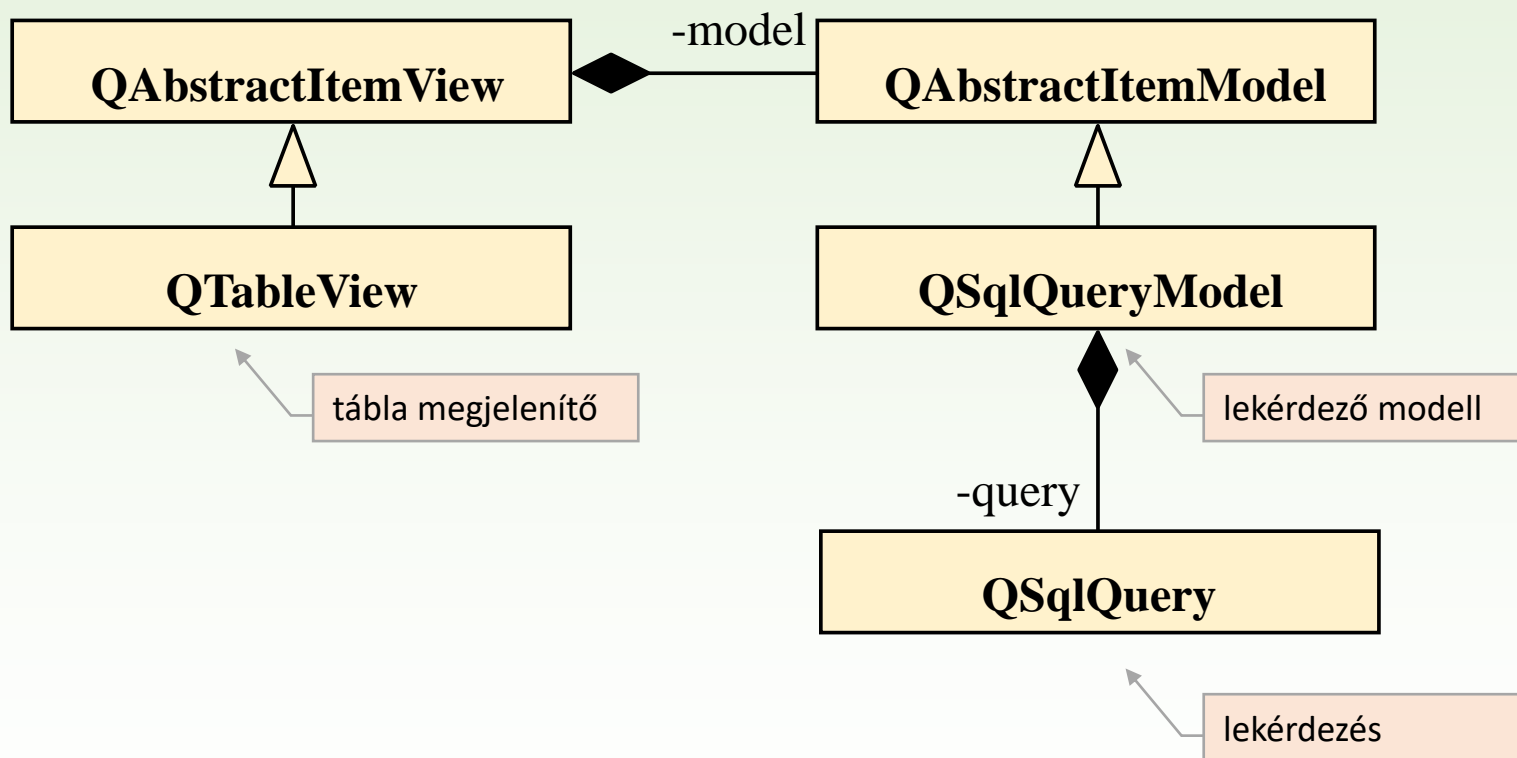 -model
QAbstractItemView
QAbstractItemModel
QTableView
QSqlQueryModel
tábla megjelenítő
lekérdező modell
-query
QSqlQuery
lekérdezés